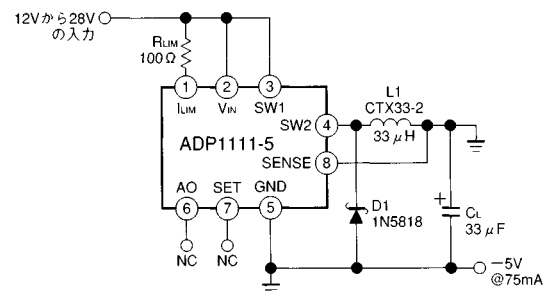 12Vから28V
の入力
RLIM
100Ω
1
2
3
ILIM
VIN
SW1
SW2
4
L1
CTX33-2
33μH
ADP1111-5
SENSE
8
AO
SET
GND
6
7
5
NC
NC
D1
1N5818
+
CL
33μF
−5V
@75mA